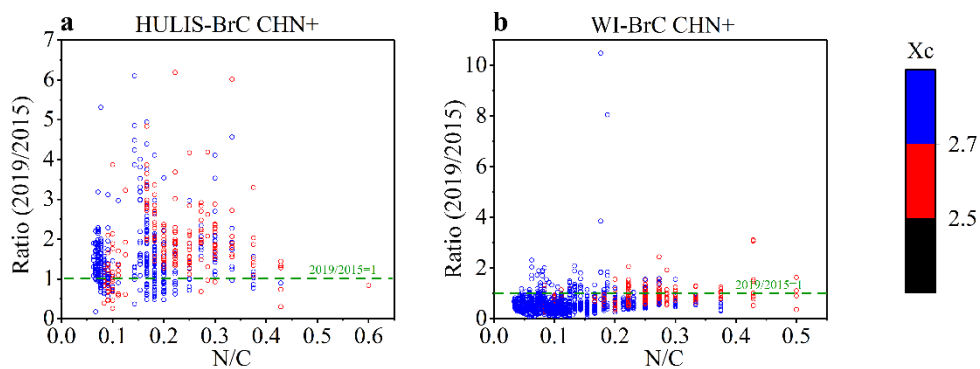 a HULIS-BrC CHN+
7
6
5
4
3
2
1
0
Ratio (2019/2015)
2019/2015=1
0.0 0.1 0.2 0.3 0.4 0.5 0.6
N/C
b WI-BrC CHN+
10
8
6
4
2
0
Ratio (2019/2015)
2019/2015=1
0.0 0.1 0.2 0.3 0.4 0.5
N/C
Xc
2.7
2.5